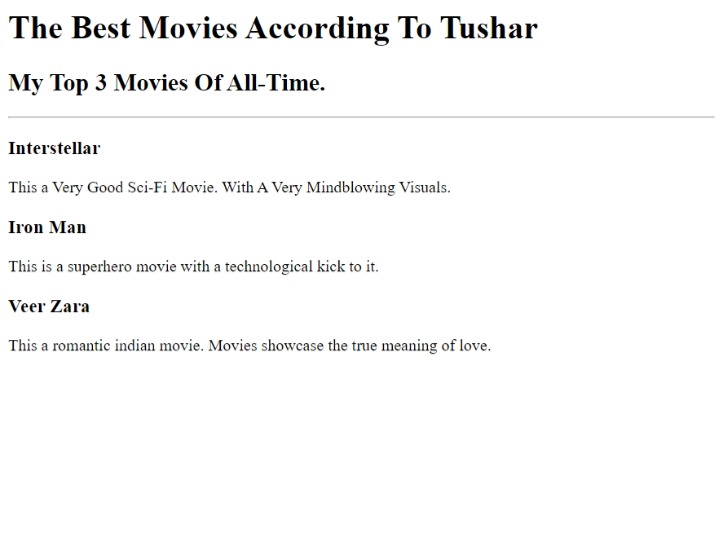 The Best Movies According To Tushar
My Top 3 Movies Of All-Time.
Interstellar
This a Very Good Sci-Fi Movie. With A Very Mindblowing Visuals.
Iron Man
This is a superhero movie with a technological kick to it.
Veer Zara
This a romantic indian movie. Movies showcase the true meaning of love.